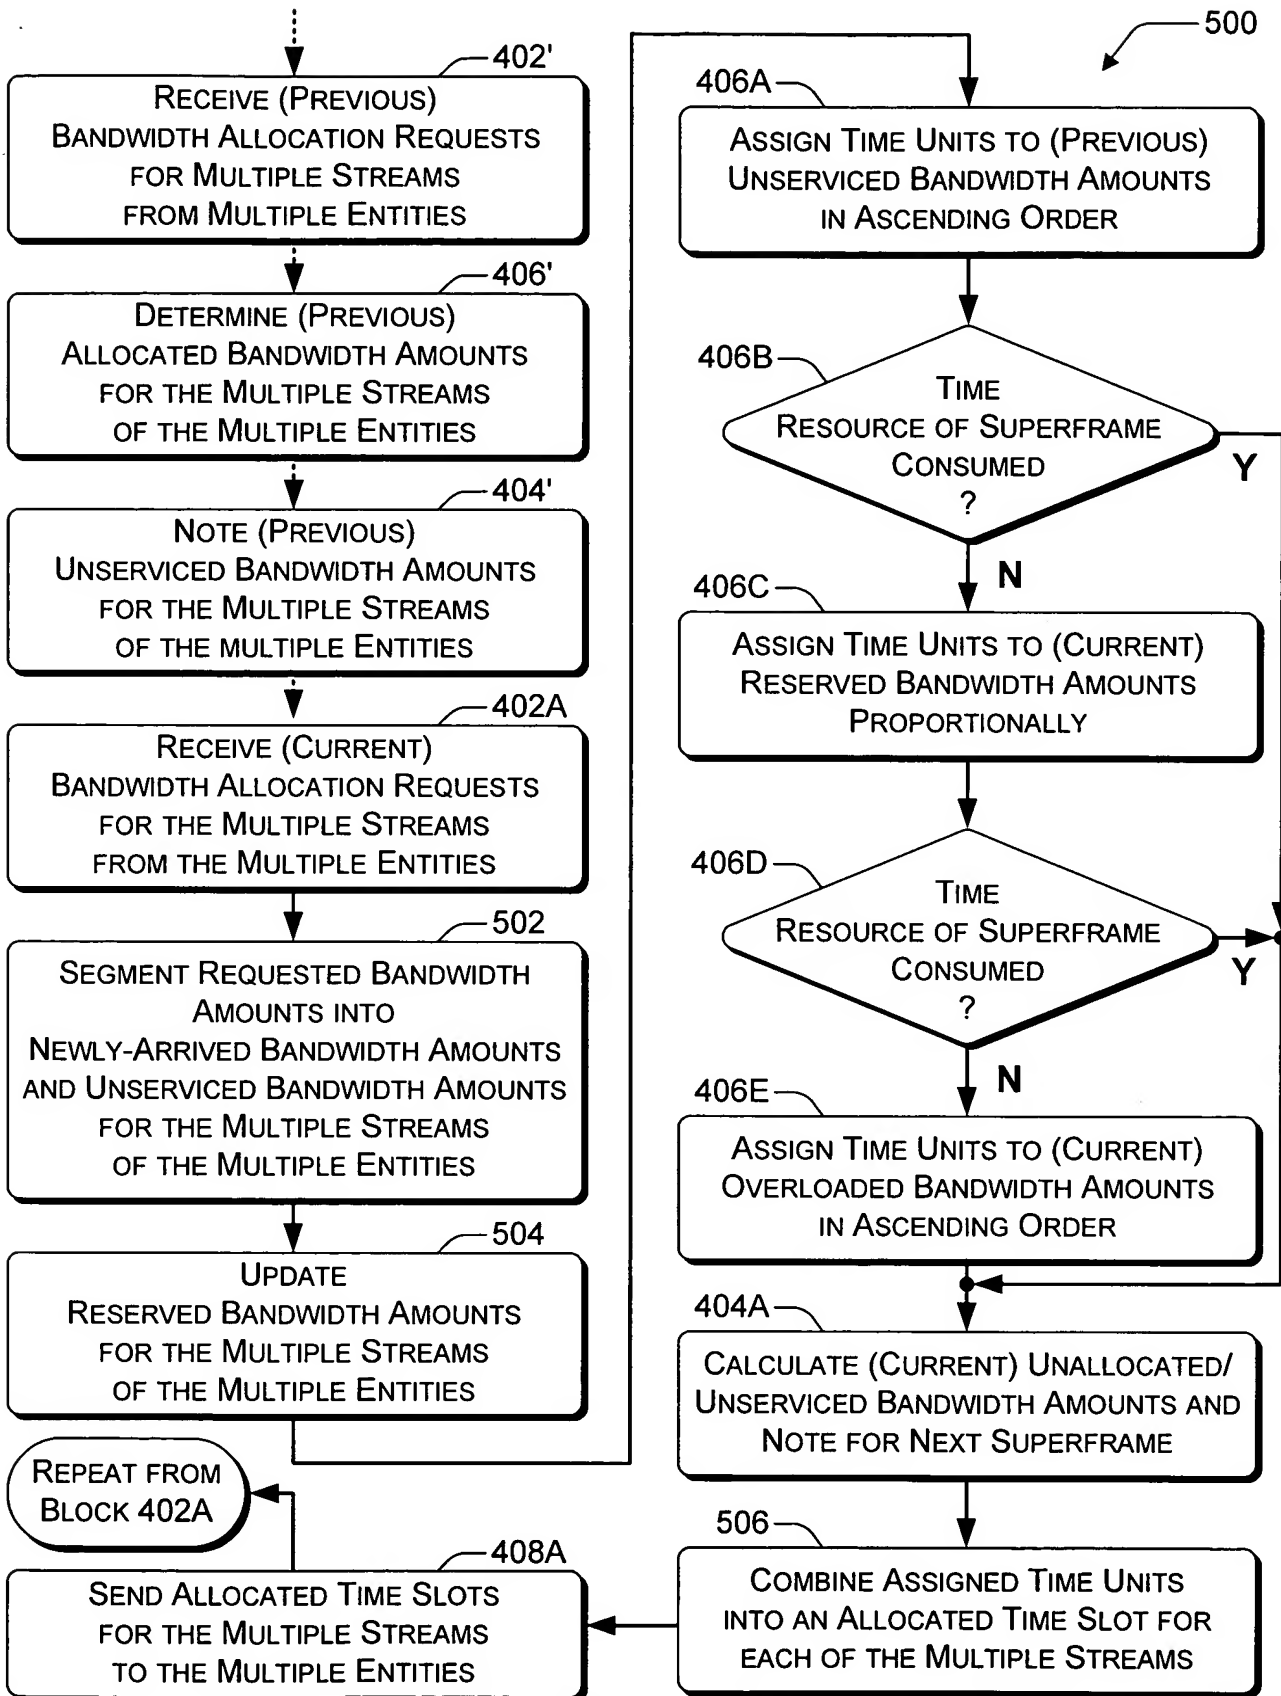 500
402'
RECEIVE (PREVIOUS)
BANDWIDTH ALLOCATION REQUESTS
FOR MULTIPLE STREAMS
FROM MULTIPLE ENTITIES
406'
DETERMINE (PREVIOUS)
ALLOCATED BANDWIDTH AMOUNTS
FOR THE MULTIPLE STREAMS
OF THE MULTIPLE ENTITIES
404'
NOTE (PREVIOUS)
UNSERVICED BANDWIDTH AMOUNTS
FOR THE MULTIPLE STREAMS
OF THE MULTIPLE ENTITIES
402A
RECEIVE (CURRENT)
BANDWIDTH ALLOCATION REQUESTS
FOR THE MULTIPLE STREAMS
FROM THE MULTIPLE ENTITIES
502
SEGMENT REQUESTED BANDWIDTH
AMOUNTS INTO
NEWLY-ARRIVED BANDWIDTH AMOUNTS
AND UNSERVICED BANDWIDTH AMOUNTS
FOR THE MULTIPLE STREAMS
OF THE MULTIPLE ENTITIES
504
UPDATE
RESERVED BANDWIDTH AMOUNTS
FOR THE MULTIPLE STREAMS
OF THE MULTIPLE ENTITIES
406A
ASSIGN TIME UNITS TO (PREVIOUS)
UNSERVICED BANDWIDTH AMOUNTS
IN ASCENDING ORDER
406B
TIME
RESOURCE OF SUPERFRAME
CONSUMED
?
Y
N
406C
ASSIGN TIME UNITS TO (CURRENT)
RESERVED BANDWIDTH AMOUNTS
PROPORTIONALLY
406D
TIME
RESOURCE OF SUPERFRAME
CONSUMED
?
Y
N
406E
ASSIGN TIME UNITS TO (CURRENT)
OVERLOADED BANDWIDTH AMOUNTS
IN ASCENDING ORDER
404A
CALCULATE (CURRENT) UNALLOCATED/
UNSERVICED BANDWIDTH AMOUNTS AND
NOTE FOR NEXT SUPERFRAME
506
COMBINE ASSIGNED TIME UNITS
INTO AN ALLOCATED TIME SLOT FOR
EACH OF THE MULTIPLE STREAMS
408A
SEND ALLOCATED TIME SLOTS
FOR THE MULTIPLE STREAMS
TO THE MULTIPLE ENTITIES
REPEAT FROM
BLOCK 402A